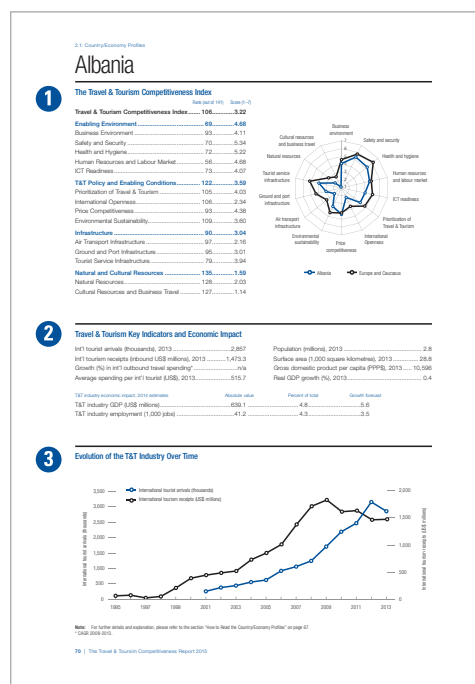 2.1: Country/Economy Profiles
Albania
1
The Travel & Tourism Competitiveness Index
Rank (out of 141) Score (1–7)
Travel & Tourism Competitiveness Index...... 106 ............3.22
Enabling Environment ...................................69 ............4.68
Business Environment ......................................93 ............4.11
Safety and Security ..........................................70 ............5.34
Health and Hygiene ..........................................72 ............5.22
Human Resources and Labour Market................56 ............4.68
ICT Readiness ..................................................73 ............4.07
T&T Policy and Enabling Conditions ...............122 ............3.59
Prioritization of Travel & Tourism .....................105 ............4.03
International Openness ....................................106 ............2.34
Price Competitiveness ......................................93 ............4.38
Environmental Sustainability............................109 ............3.60
Infrastructure ..............................................90 ............3.04
Air Transport Infrastructure ...............................97 ............2.16
Ground and Port Infrastructure ..........................95 ............3.01
Tourist Service Infrastructure.............................79 ............3.94
Natural and Cultural Resources ....................135 ............1.59
Natural Resources..........................................128 ............2.03
Cultural Resources and Business Travel ............127 ............1.14
Business environment
Safety and security
Health and hygiene
Human resources and labour market
ICT readiness
Prioritization of Travel & Tourism
International Openness
Price competitiveness
Environmental sustainability
Air transport infrastructure
Ground and port infrastructure
Tourist service infrastructure
Natural resources
Cultural resources and business travel
Albania
Europe and Caucasus
2
Travel & Tourism Key Indicators and Economic Impact
Int'l tourist arrivals (thousands), 2013 ..............................2,857
Int'l tourism receipts (inbound US$ millions), 2013 ..........1,473.3
Growth (%) in int'l outbound travel spending*......................n/a
Average spending per int'l tourist (US$), 2013..................515.7
Population (millions), 2013 ..............................................2.8
Surface area (1,000 square kilometres), 2013 ..................28.8
Gross domestic product per capita (PPP$), 2013 ......10,596
Real GDP growth (%), 2013..............................................0.4
T&T industry economic impact, 2014 estimates Absolute value Percent of total Growth forecast
T&T industry GDP (US$ millions)..............................639.1 ..............................4.8 ..............................5.6
T&T industry employment (1,000 jobs) ......................41.2 ..............................4.3 ..............................3.5
3
Evolution of the T&T Industry Over Time
International tourist arrivals (thousands)
International tourism receipts (US$ millions)
International tourist arrivals (thousands)
3,500
3,000
2,500
2,000
1,500
1,000
500
0
International tourism receipts (US$ millions)
2,000
1,500
1,000
500
0
1995 1997 1999 2001 2003 2005 2007 2009 2011 2013
Note: For further details and explanation, please refer to the section “How to Read the Country/Economy Profiles” on page 67.
* CAGR 2009-2013.
70 | The Travel & Tourism Competitiveness Report 2015